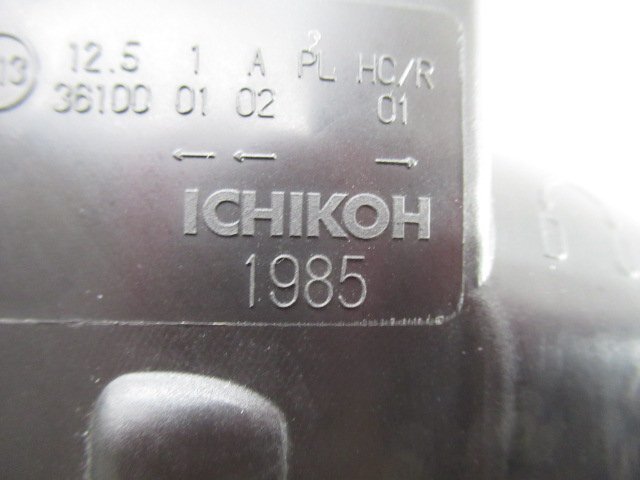 13 12.5 1 A PL HC/R
36100 01 02 01
← ← →
ICHIKOH
1985